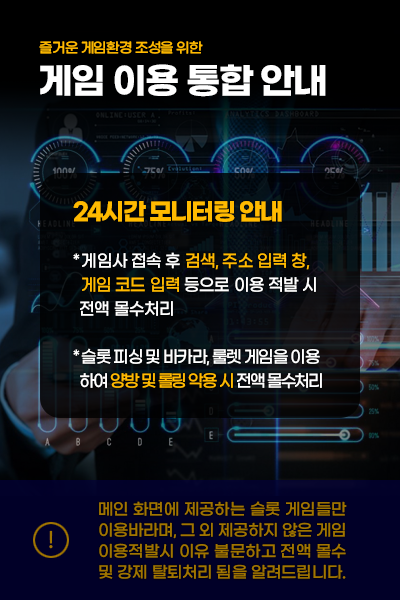 즐거운 게임환경 조성을 위한
게임 이용 통합 안내
100%
75%
50%
25%
24시간 모니터링 안내
*게임사 접속 후 검색, 주소 입력 창,
게임 코드 입력 등으로 이용 적발 시
전액 몰수처리
*슬롯 피싱 및 바카라, 룰렛 게임을 이용
하여 양방 및 롤링 악용 시 전액 몰수처리
A B C D E
E
메인 화면에 제공하는 슬롯 게임들만
이용바라며, 그 외 제공하지 않은 게임
이용적발시 이유 불문하고 전액 몰수
및 강제 탈퇴처리 됨을 알려드립니다.